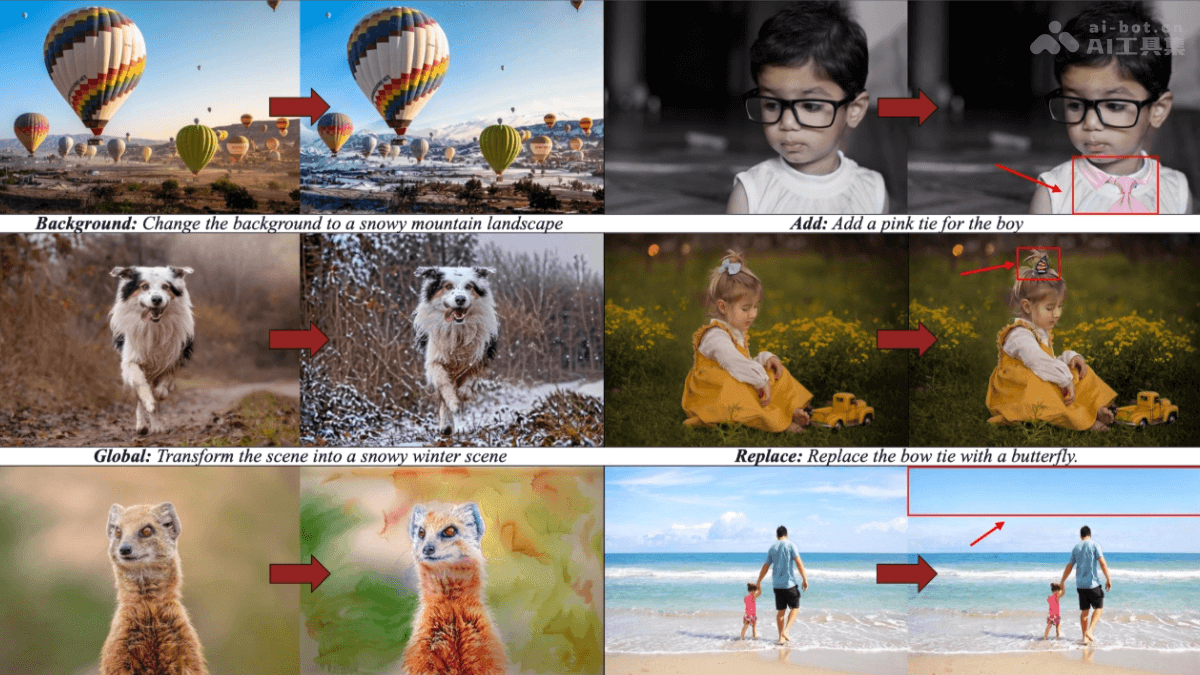 ai-bot.cn
AI工具集
Background: Change the background to a snowy mountain landscape
Add: Add a pink tie for the boy
Global: Transform the scene into a snowy winter scene
Replace: Replace the bow tie with a butterfly.